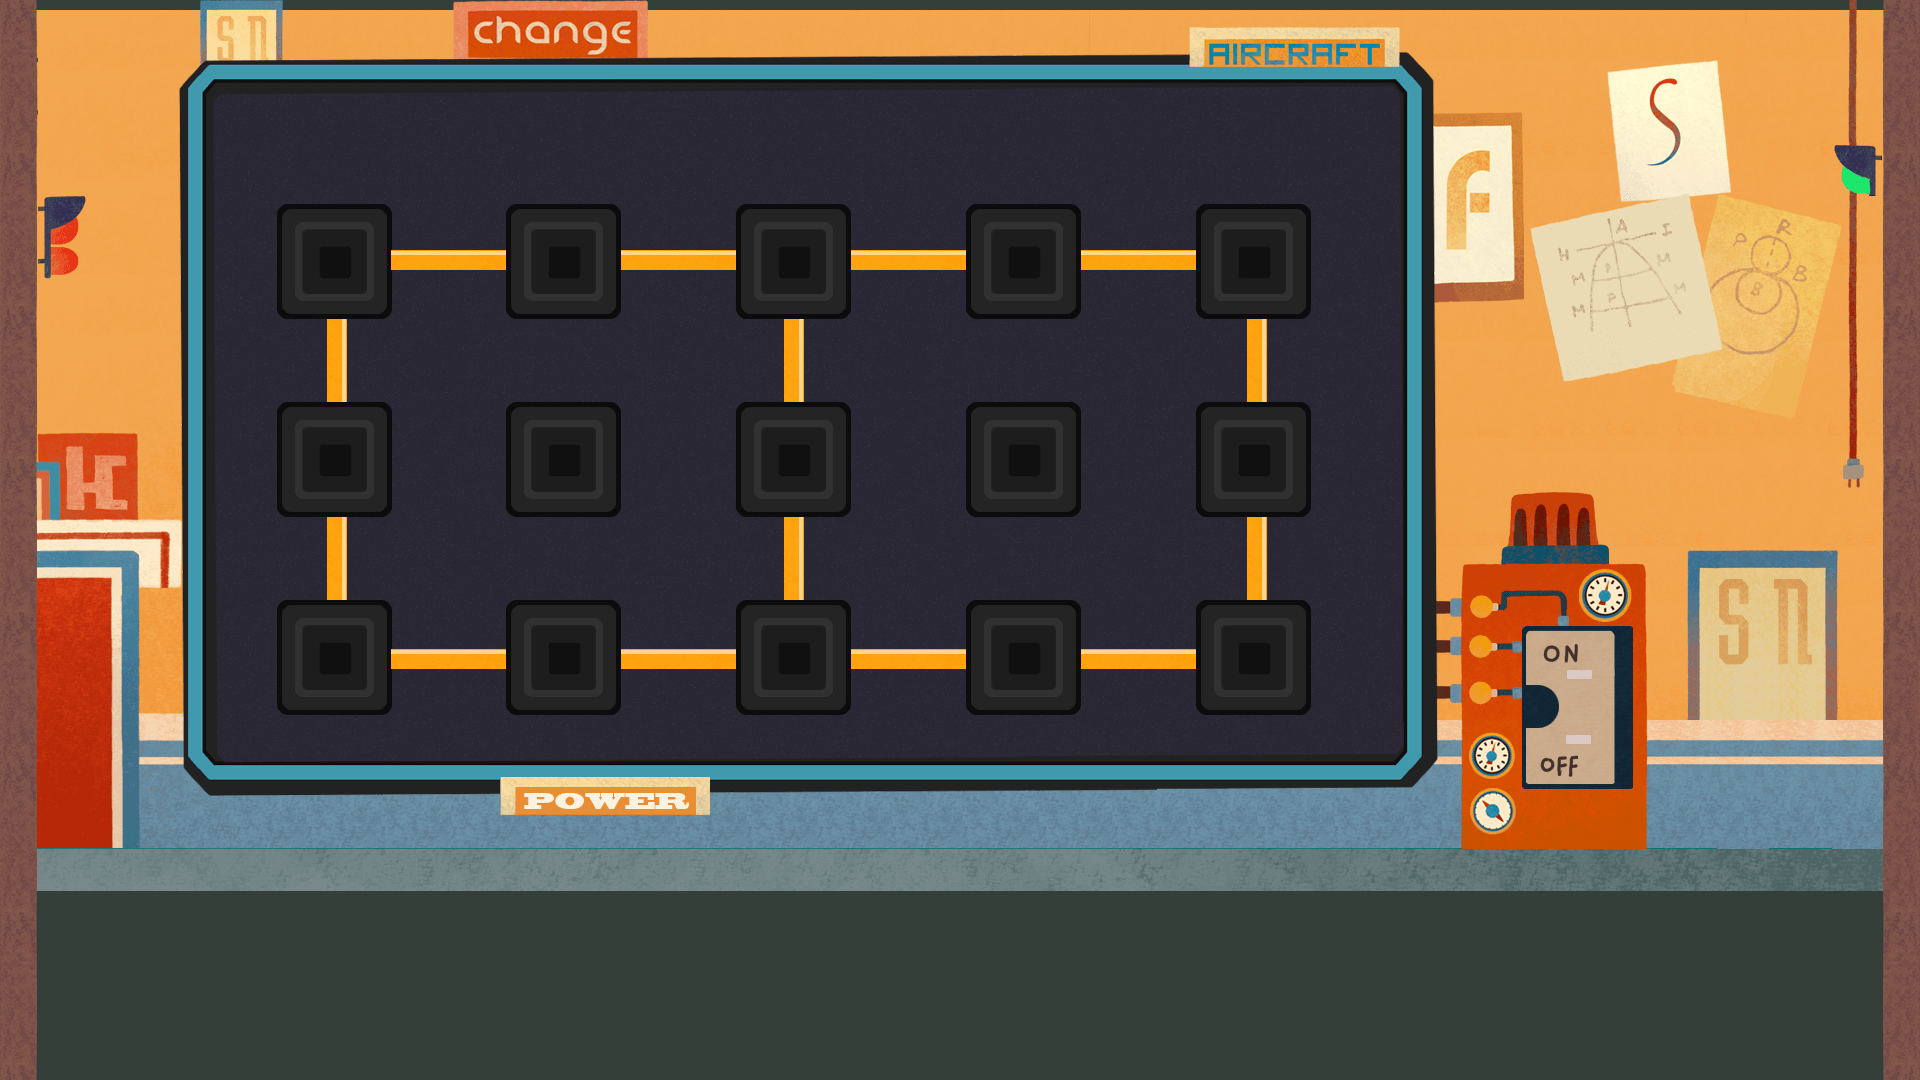 S n
change
AIRCRAFT
S
f
A
H I
M P M
M P M
R
P B
B
K
ON
OFF
S n
POWER